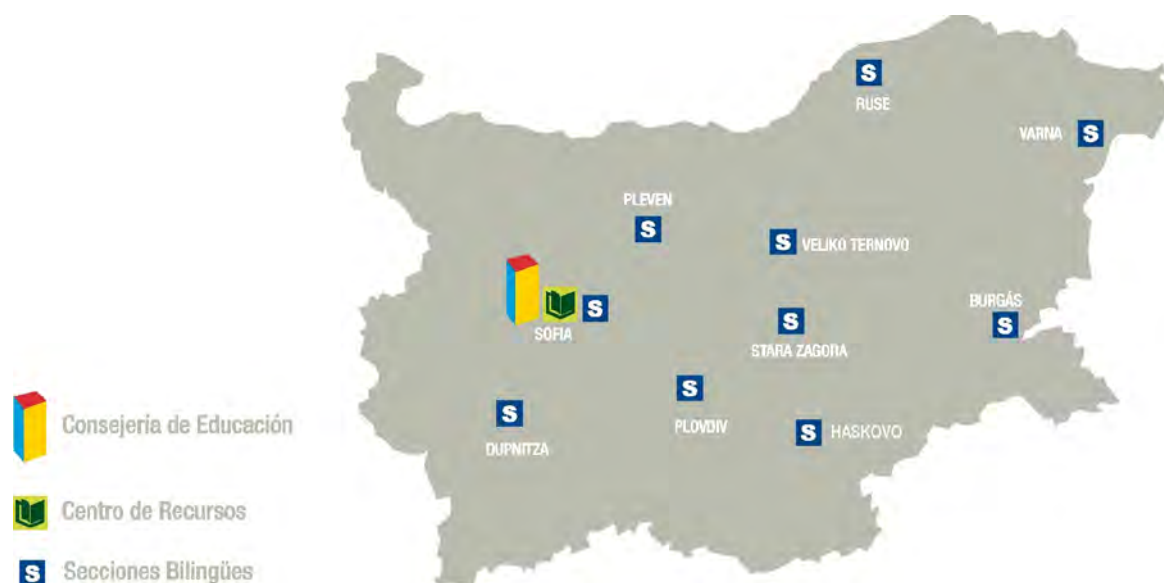 S
RUSE
VARNA S
PLEVEN
S
S VELIKO TERNOVO
S
SOFIA
BURGÁS
S
S
STARA ZAGORA
S
DUPNITZA
S
PLOVDIV
S HASKOVO
Consejería de Educación
Centro de Recursos
S Secciones Bilingües